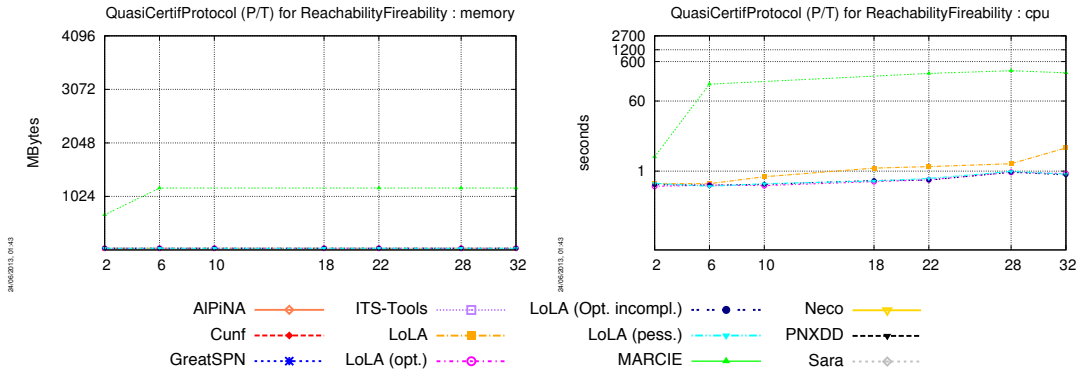 QuasiCertifProtocol (P/T) for ReachabilityFireability : memory
4096
3072
2048
1024
MBytes
2 6 10 18 22 28 32
24/06/2013, 01:43
QuasiCertifProtocol (P/T) for ReachabilityFireability : cpu
2700
1200
600
60
1
seconds
2 6 10 18 22 28 32
24/06/2013, 01:43
AlPiNA ITS-Tools LoLA (Opt. incompl.) Neco
Cunf LoLA LoLA (pess.) PNXDD
GreatSPN LoLA (opt.) MARCIE Sara